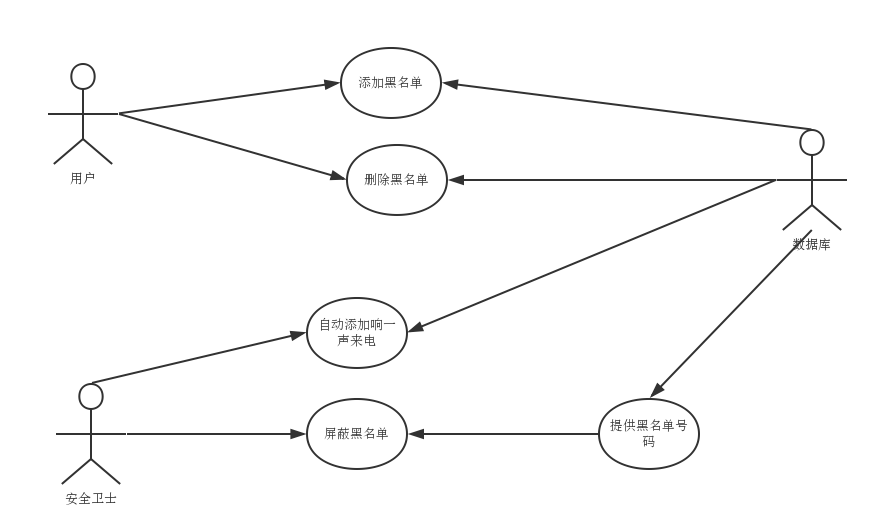 添加黑名单
用户
删除黑名单
数据库
自动添加响一
声来电
屏蔽黑名单
提供黑名单号
码
安全卫士